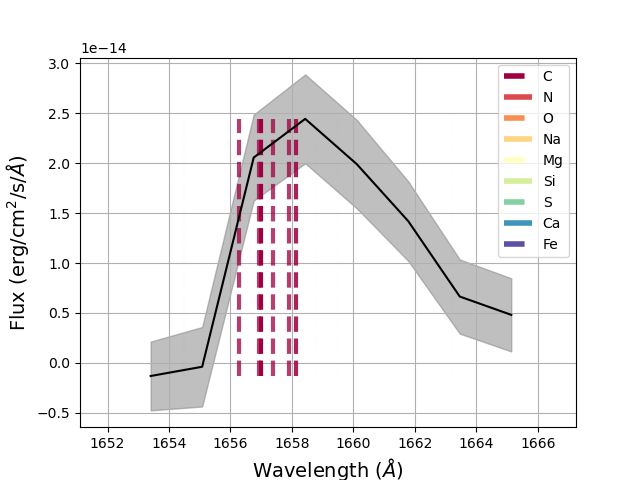 1e−14
3.0
2.5
2.0
1.5
1.0
0.5
0.0
−0.5
Flux (erg/cm²/s/Å)
1652 1654 1656 1658 1660 1662 1664 1666
Wavelength (Å)
C
N
O
Na
Mg
Si
S
Ca
Fe